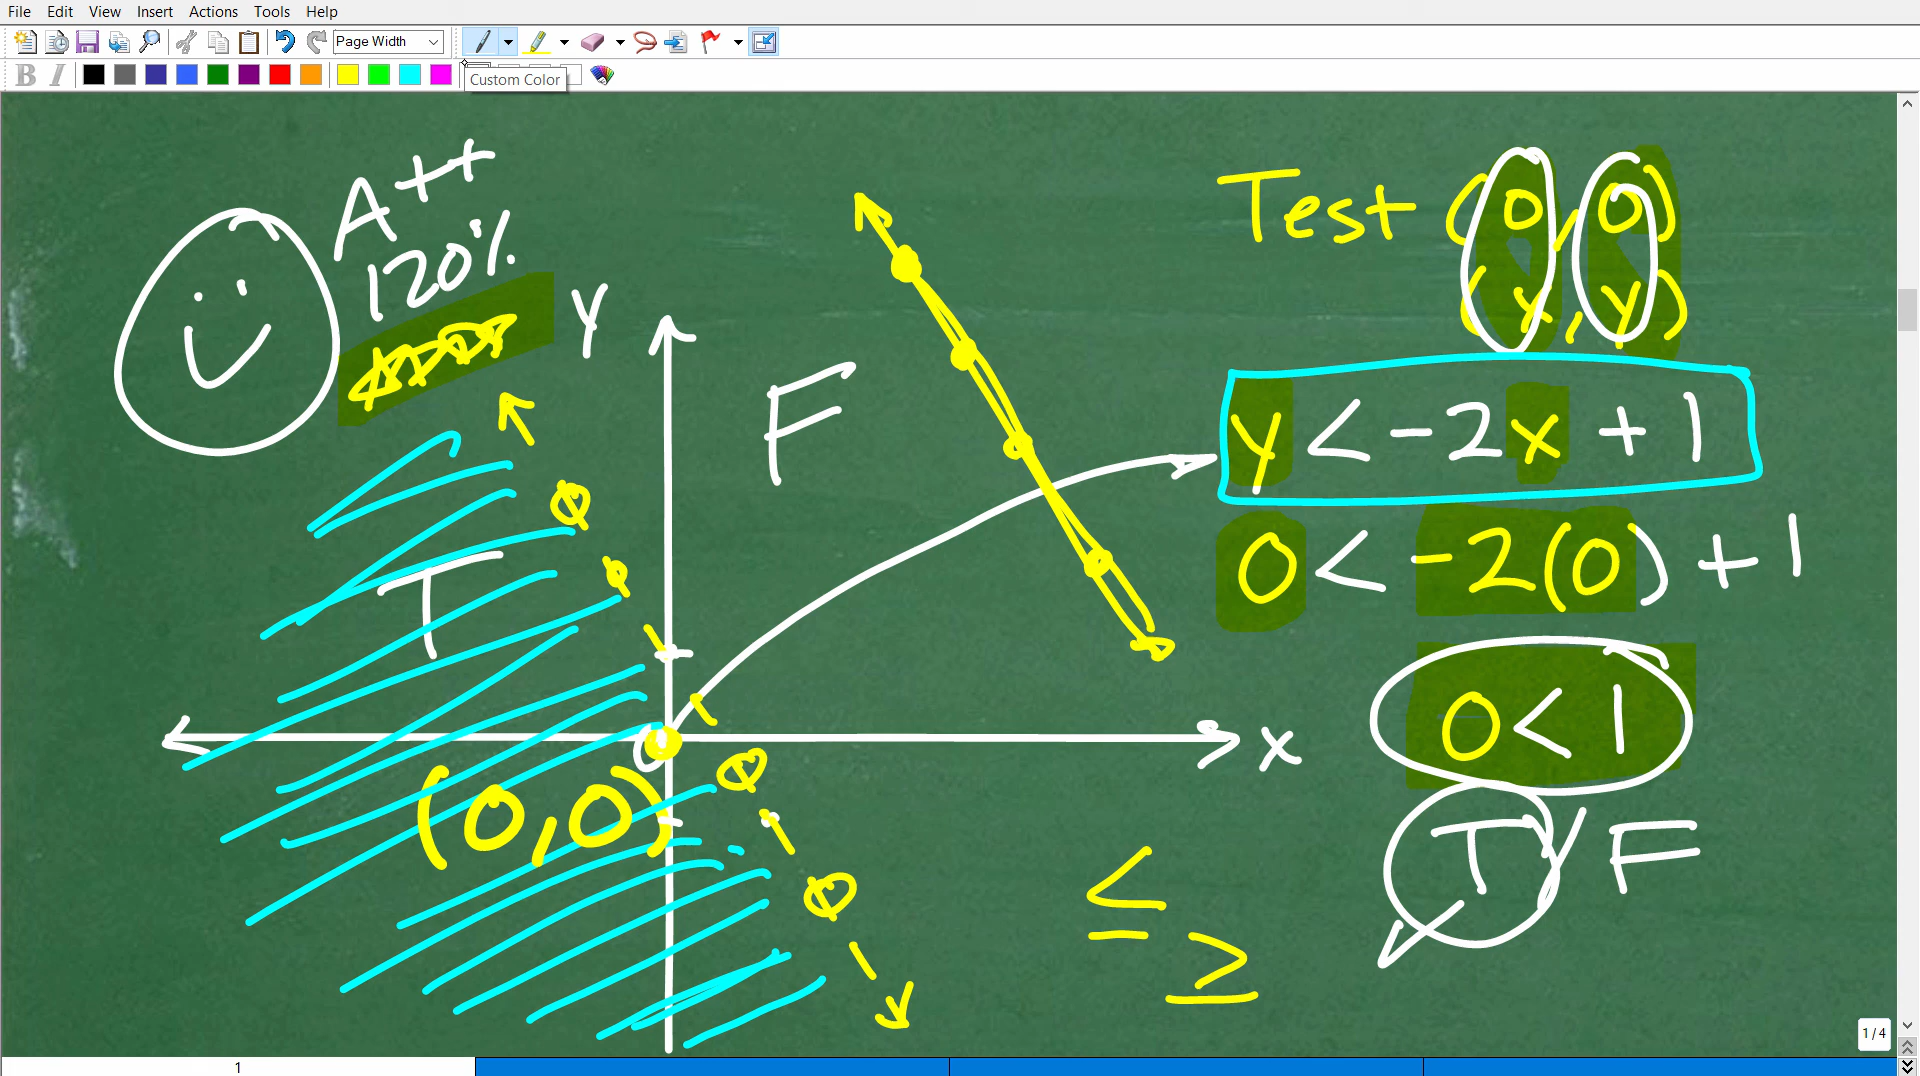 File Edit View Insert Actions Tools Help
Page Width
B I
Custom Color
A++
120%
Test (0,0)
(x,y)
Y
F
y < -2x + 1
0 < -2(0) + 1
T
0 < 1
0
x
(0,0)
T/F
≤
≥
1 / 4
1